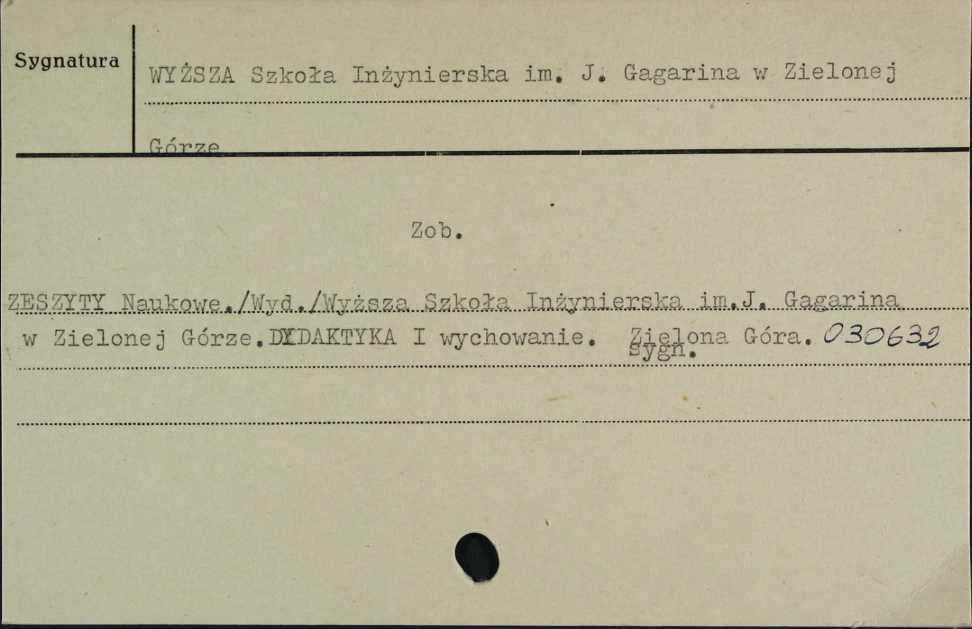 Sygnatura
WYŻSZA Szkoła Inżynierska im. J. Gagarina w Zielonej
Górze
Zob.
ZESZYTY Naukowe./Wyd./Wyższa Szkoła Inżynierska im.J. Gagarina
w Zielonej Górze.DYDAKTYKA I wychowanie. Zielona Góra. 030632
sygn.